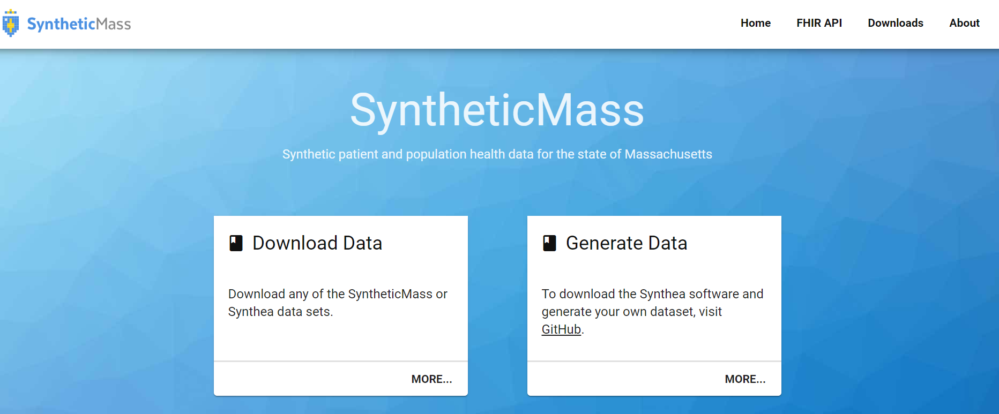 SyntheticMass
Home FHIR API Downloads About
SyntheticMass
Synthetic patient and population health data for the state of Massachusetts
Download Data
Download any of the SyntheticMass or
Synthea data sets.
MORE...
Generate Data
To download the Synthea software and
generate your own dataset, visit
GitHub.
MORE...